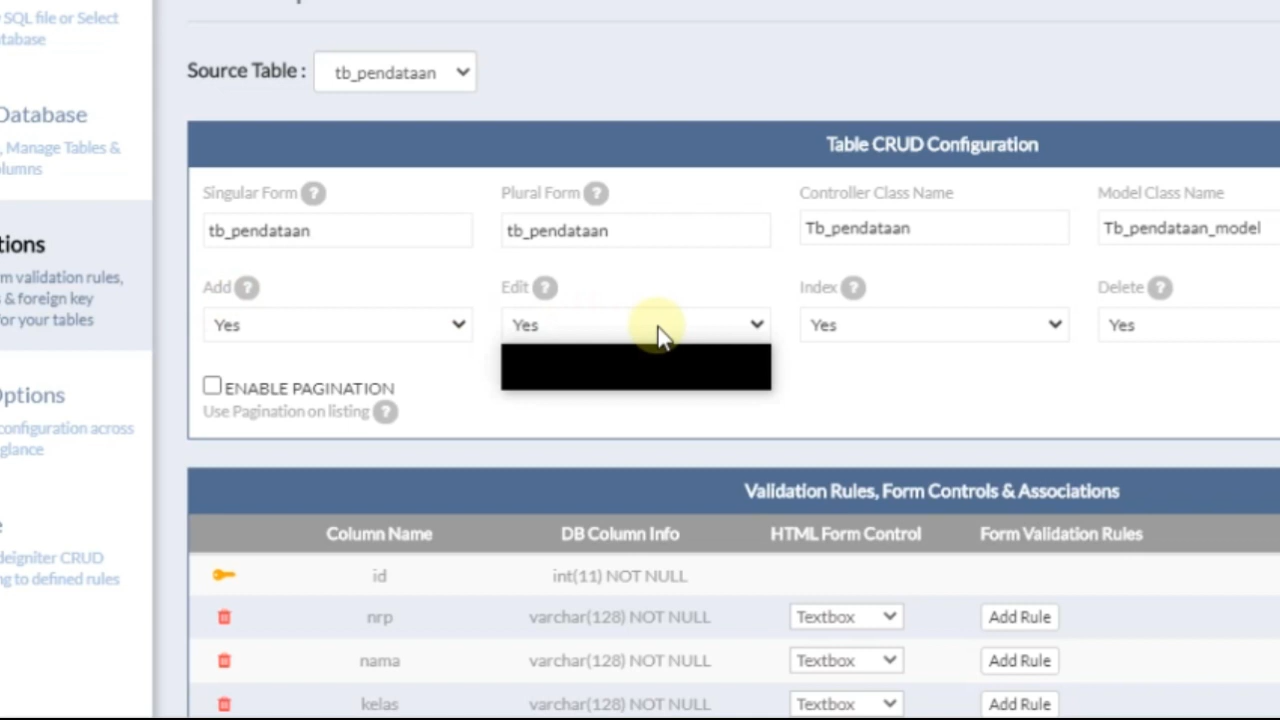 SQL file or Select
tabase
Database
, Manage Tables &
olumns
tions
m validation rules,
s & foreign key
for your tables
Options
configuration across
glance
e
deigniter CRUD
ng to defined rules
Source Table :
tb_pendataan
Table CRUD Configuration
Singular Form ?
Plural Form ?
Controller Class Name
Model Class Name
tb_pendataan
tb_pendataan
Tb_pendataan
Tb_pendataan_model
Add ?
Edit ?
Index ?
Delete ?
Yes
Yes
Yes
Yes
ENABLE PAGINATION
Use Pagination on listing ?
Validation Rules, Form Controls & Associations
Column Name
DB Column Info
HTML Form Control
Form Validation Rules
id
int(11) NOT NULL
nrp
varchar(128) NOT NULL
Textbox
Add Rule
nama
varchar(128) NOT NULL
Textbox
Add Rule
kelas
varchar(128) NOT NULL
Textbox
Add Rule